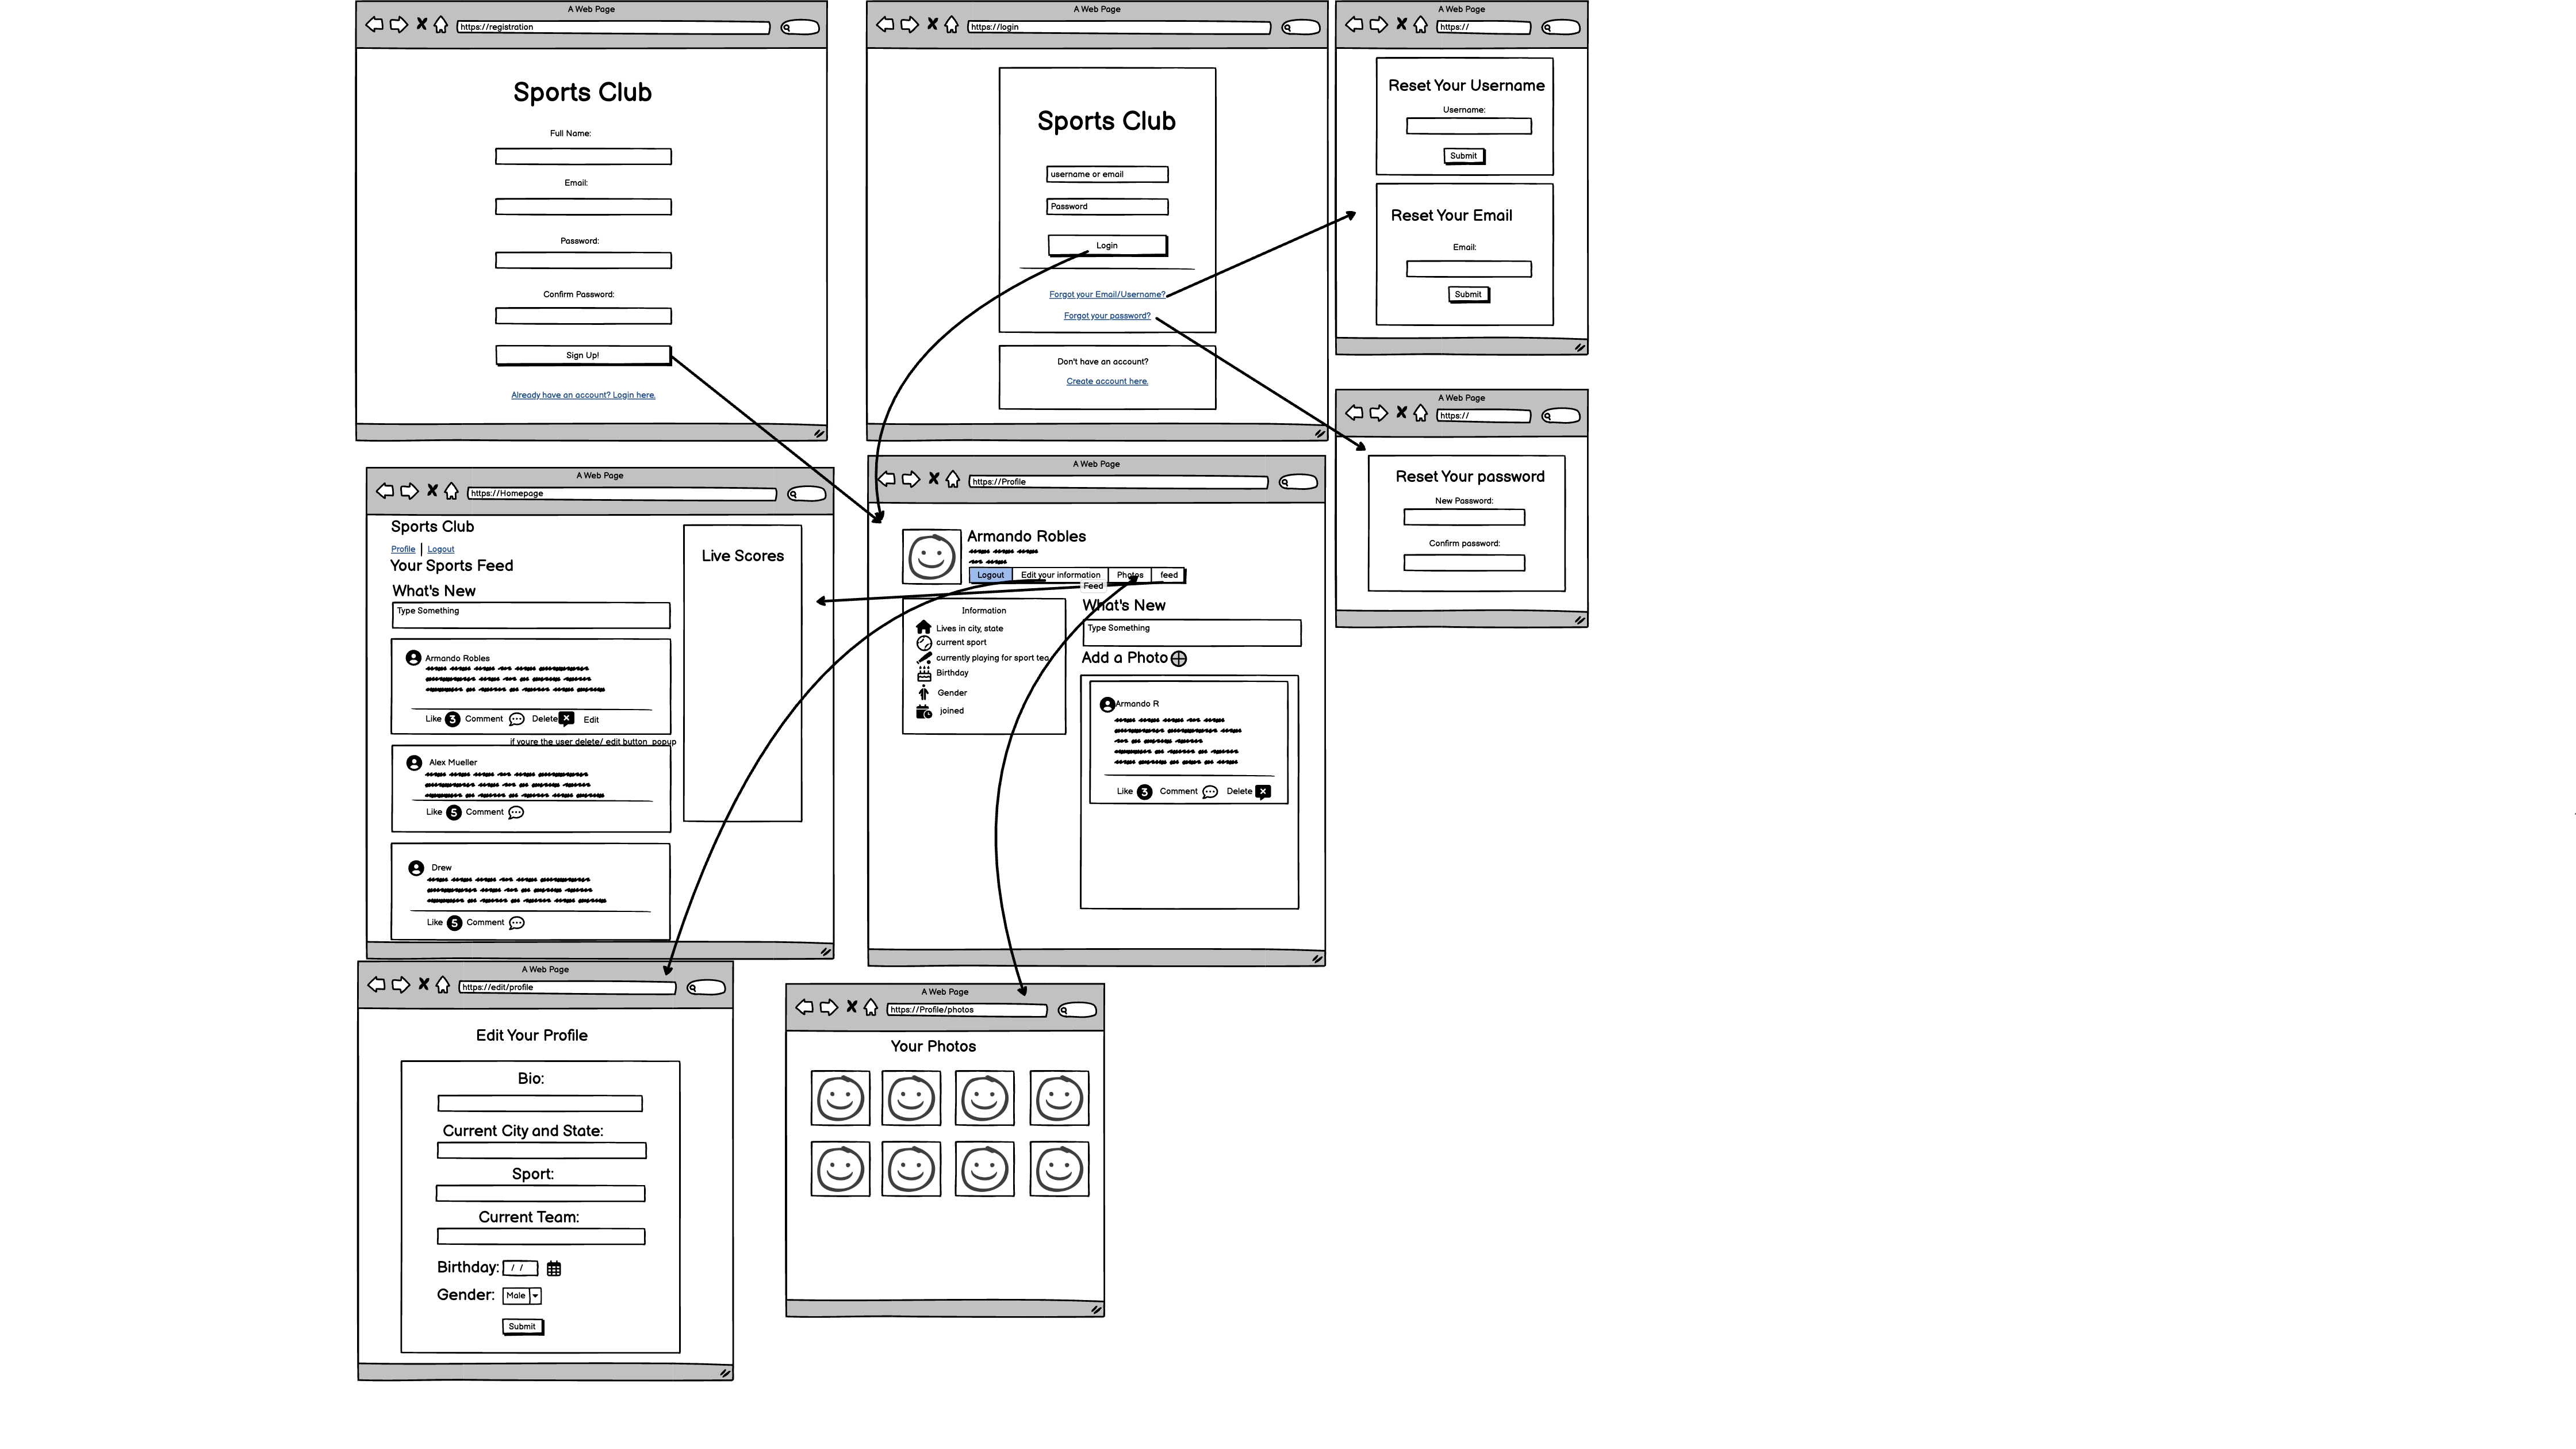 A Web Page
https://registration
Sports Club
Full Name:
Email:
Password:
Confirm Password:
Sign Up!
Already have an account? Login here.
A Web Page
https://login
Sports Club
username or email
Password
Login
Forgot your Email/Username?
Forgot your password?
Don't have an account?
Create account here.
A Web Page
https://
Reset Your Username
Username:
Submit
Reset Your Email
Email:
Submit
A Web Page
https://
Reset Your password
New Password:
Confirm password:
A Web Page
https://Homepage
Sports Club
Profile | Logout
Your Sports Feed
What's New
Type Something
Live Scores
Armando Robles
Like 3 Comment Delete Edit
if youre the user delete/ edit button popup
Alex Mueller
Like 5 Comment
Drew
Like 5 Comment
A Web Page
https://Profile
Armando Robles
Logout Edit your information Photos feed
Feed
Information
Lives in city, state
current sport
currently playing for sport tea
Birthday
Gender
joined
What's New
Type Something
Add a Photo
Armando R
Like 3 Comment Delete
A Web Page
https://edit/profile
Edit Your Profile
Bio:
Current City and State:
Sport:
Current Team:
Birthday: / /
Gender: Male
Submit
A Web Page
https://Profile/photos
Your Photos